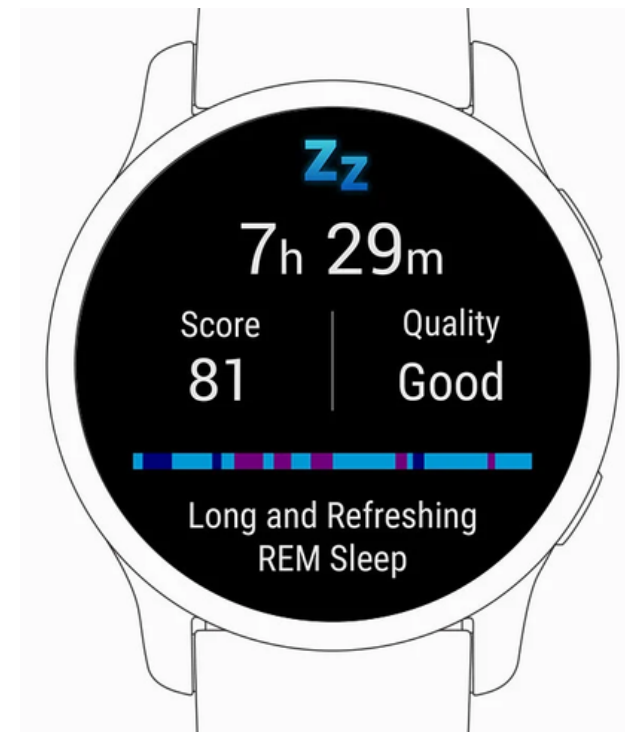 zz
7h 29m
Score
81
Quality
Good
Long and Refreshing
REM Sleep